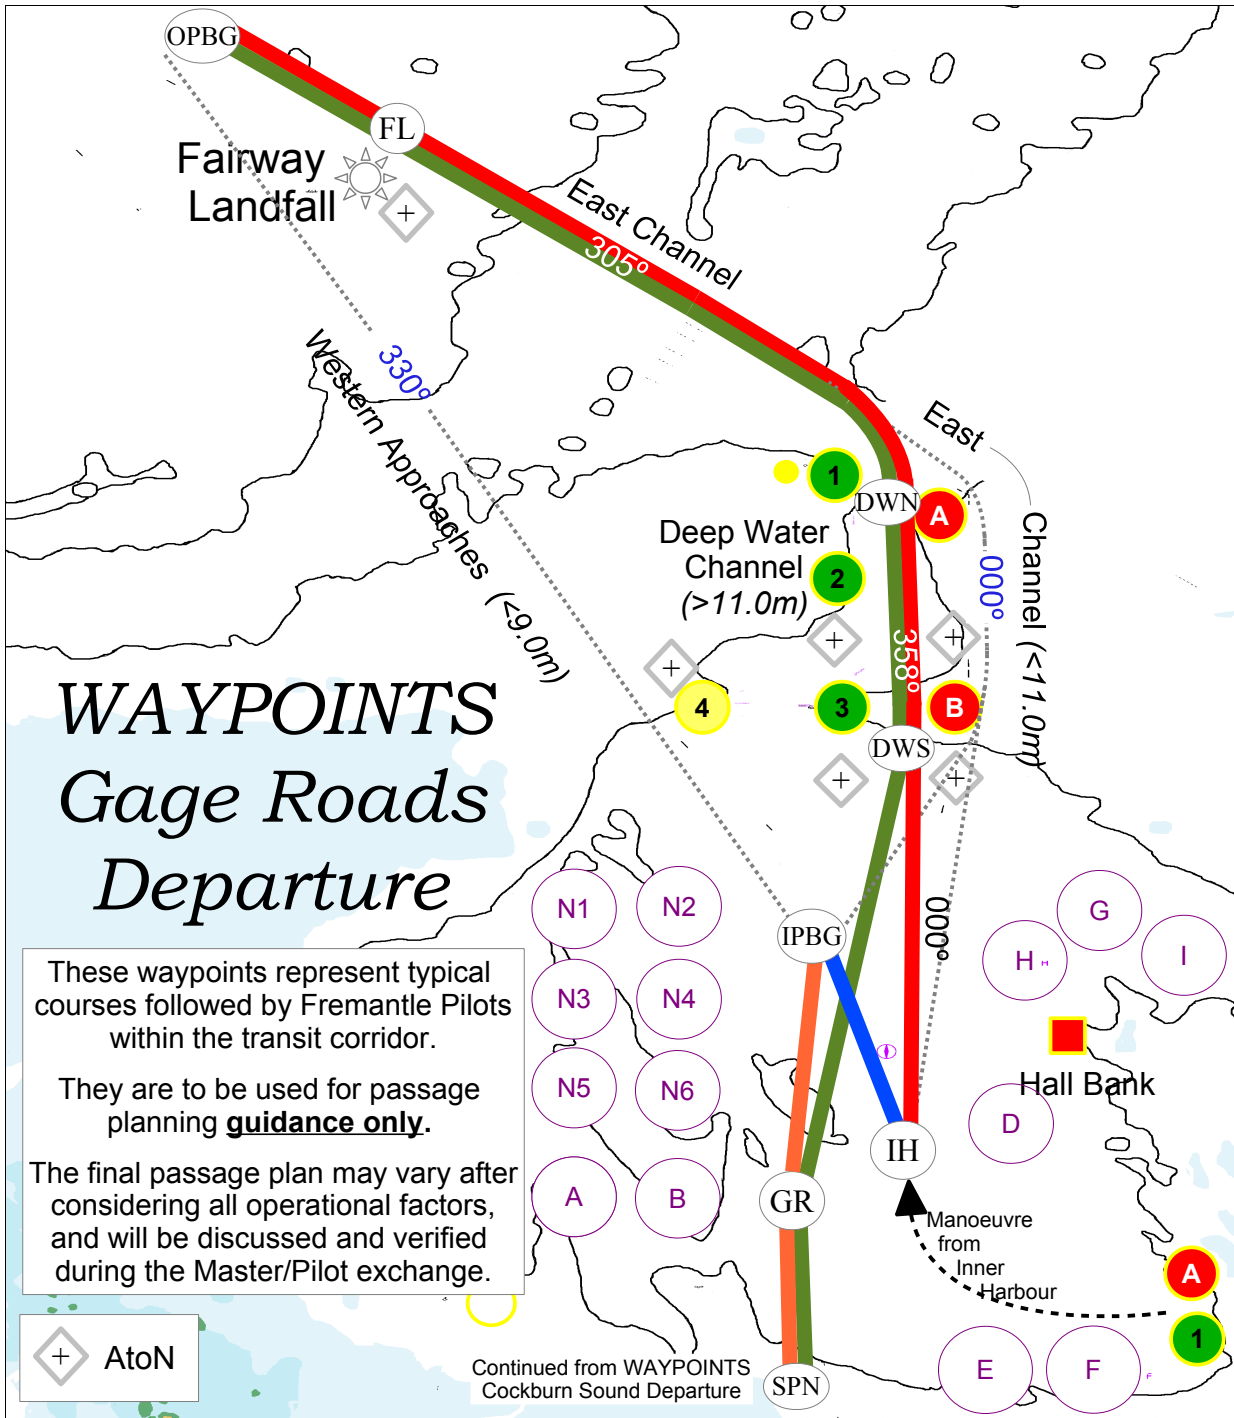 OPBG
FL
Fairway
Landfall
East Channel
305º
330º
Western Approaches (<9.0m)
East
Channel (<11.0m)
000º
1
DWN
A
Deep Water
Channel
(>11.0m)
2
358º
4
3
B
DWS
WAYPOINTS
Gage Roads
Departure
N1
N2
IPBG
000º
G
H
I
These waypoints represent typical
courses followed by Fremantle Pilots
within the transit corridor.
They are to be used for passage
planning guidance only.
The final passage plan may vary after
considering all operational factors,
and will be discussed and verified
during the Master/Pilot exchange.
N3
N4
N5
N6
Hall Bank
D
IH
A
B
GR
Manoeuvre
from
Inner
Harbour
A
1
AtoN
Continued from WAYPOINTS
Cockburn Sound Departure
SPN
E
F